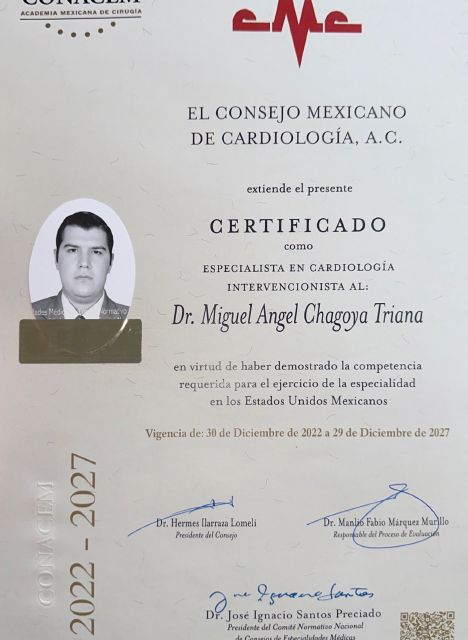 CONACEM
ACADEMIA MEXICANA DE CIRUGÍA
CMC
EL CONSEJO MEXICANO
DE CARDIOLOGÍA, A.C.
extiende el presente
CERTIFICADO
como
ESPECIALISTA EN CARDIOLOGÍA
INTERVENCIONISTA AL:
Dr. Miguel Angel Chagoya Triana
en virtud de haber demostrado la competencia
requerida para el ejercicio de la especialidad
en los Estados Unidos Mexicanos
Vigencia de: 30 de Diciembre de 2022 a 29 de Diciembre de 2027
CONACEM
2022 - 2027
Dr. Hermes Ilarraza Lomelí
Presidente del Consejo
Dr. Manlio Fabio Márquez Murillo
Responsable del Proceso de Evaluación
Dr. José Ignacio Santos Preciado
Presidente del Comité Normativo Nacional
de Consejos de Especialidades Médicas